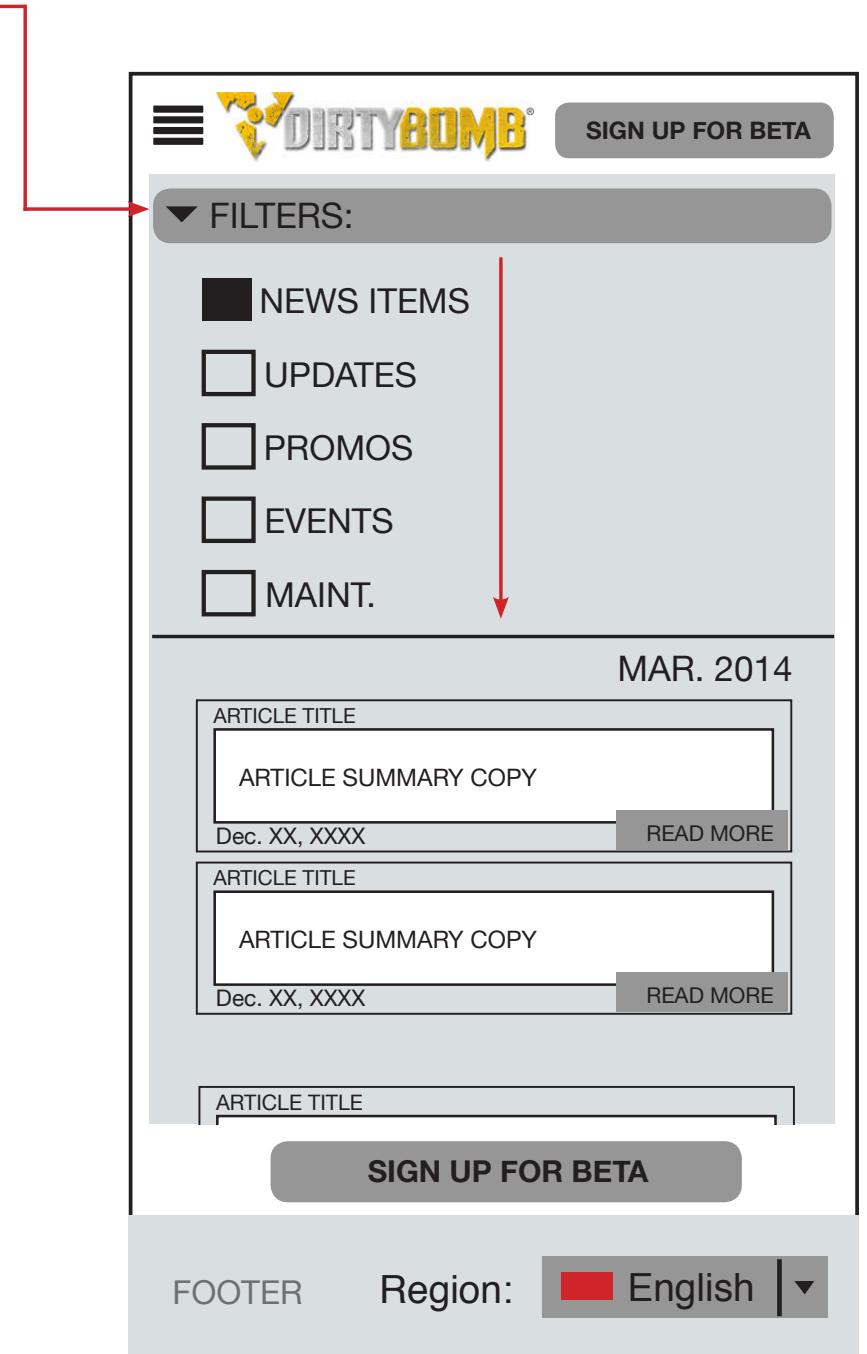 DIRTYBOMB®
SIGN UP FOR BETA
FILTERS:
NEWS ITEMS
UPDATES
PROMOS
EVENTS
MAINT.
MAR. 2014
ARTICLE TITLE
ARTICLE SUMMARY COPY
Dec. XX, XXXX
READ MORE
ARTICLE TITLE
ARTICLE SUMMARY COPY
Dec. XX, XXXX
READ MORE
ARTICLE TITLE
SIGN UP FOR BETA
FOOTER
Region:
English